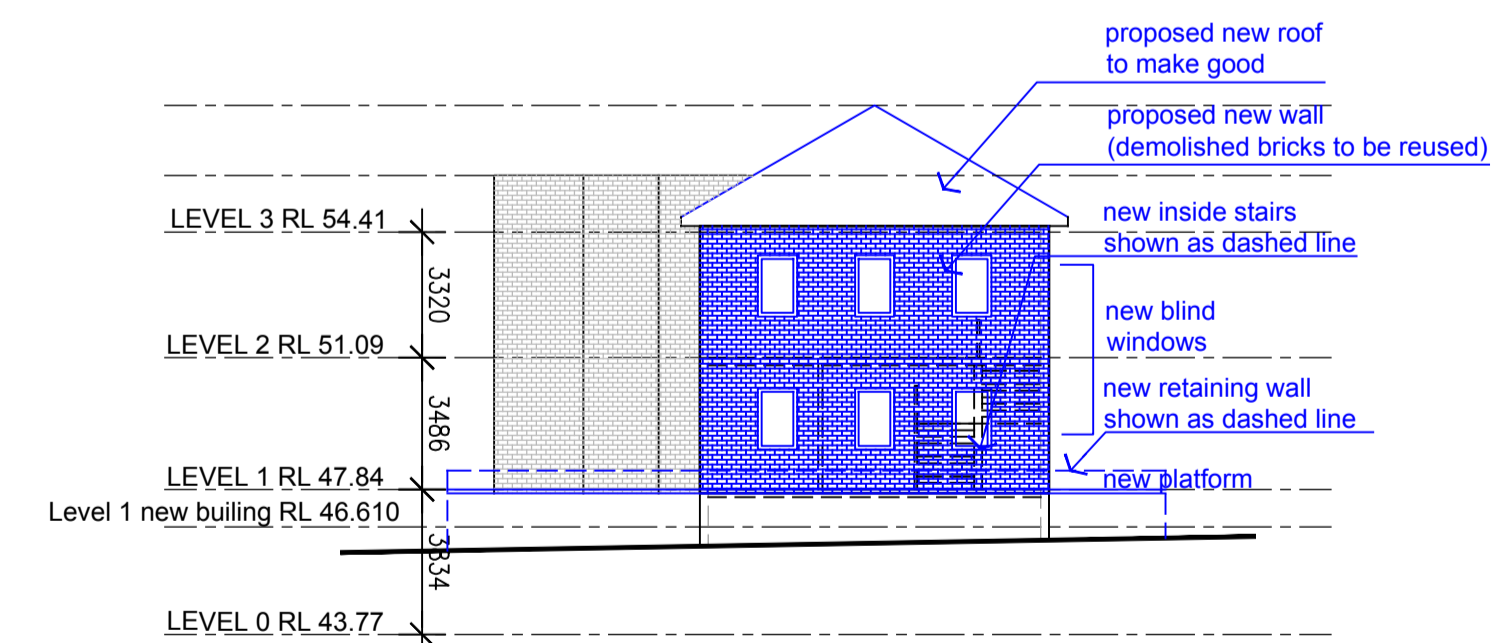 proposed new roof
to make good
proposed new wall
(demolished bricks to be reused)
new inside stairs
shown as dashed line
new blind
windows
new retaining wall
shown as dashed line
new platform
LEVEL 3 RL 54.41
3320
LEVEL 2 RL 51.09
3486
LEVEL 1 RL 47.84
Level 1 new builing RL 46.610
3834
LEVEL 0 RL 43.77